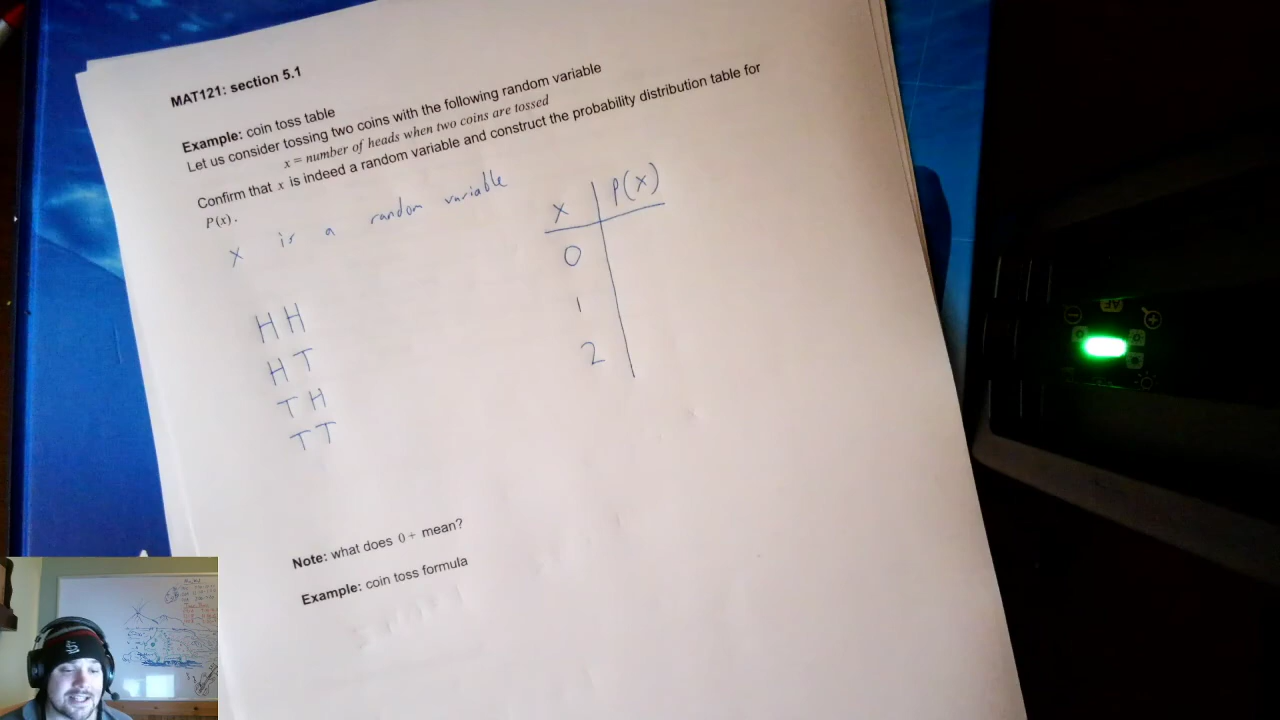 MAT121: section 5.1
Example: coin toss table
Let us consider tossing two coins with the following random variable
x = number of heads when two coins are tossed
Confirm that x is indeed a random variable and construct the probability distribution table for
P(x).
x is a random variable
x P(x)
0
1
2
HH
HT
TH
TT
Note: what does 0+ mean?
Example: coin toss formula
AF